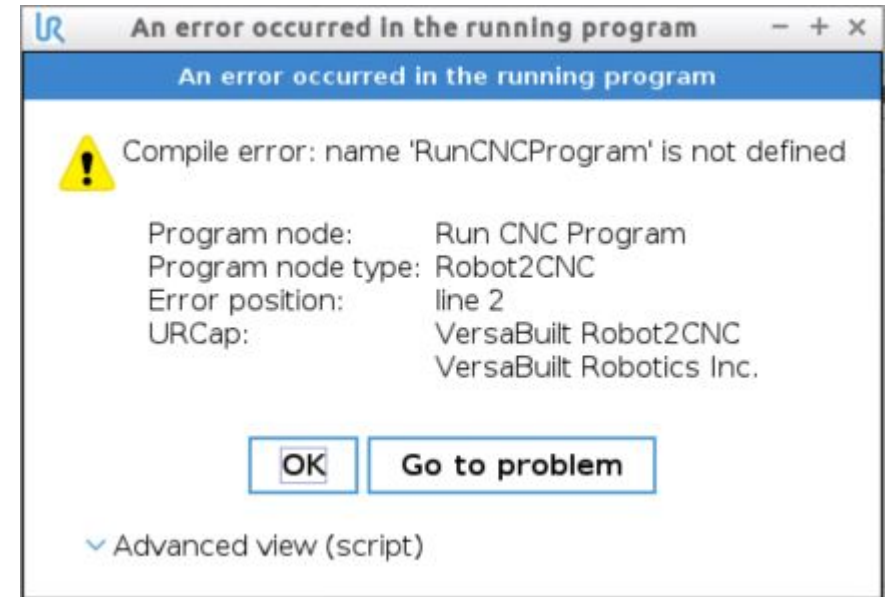 UR An error occurred in the running program
An error occurred in the running program
Compile error: name 'RunCNCProgram' is not defined
Program node: Run CNC Program
Program node type: Robot2CNC
Error position: line 2
URCap: VersaBuilt Robot2CNC
VersaBuilt Robotics Inc.
OK Go to problem
Advanced view (script)